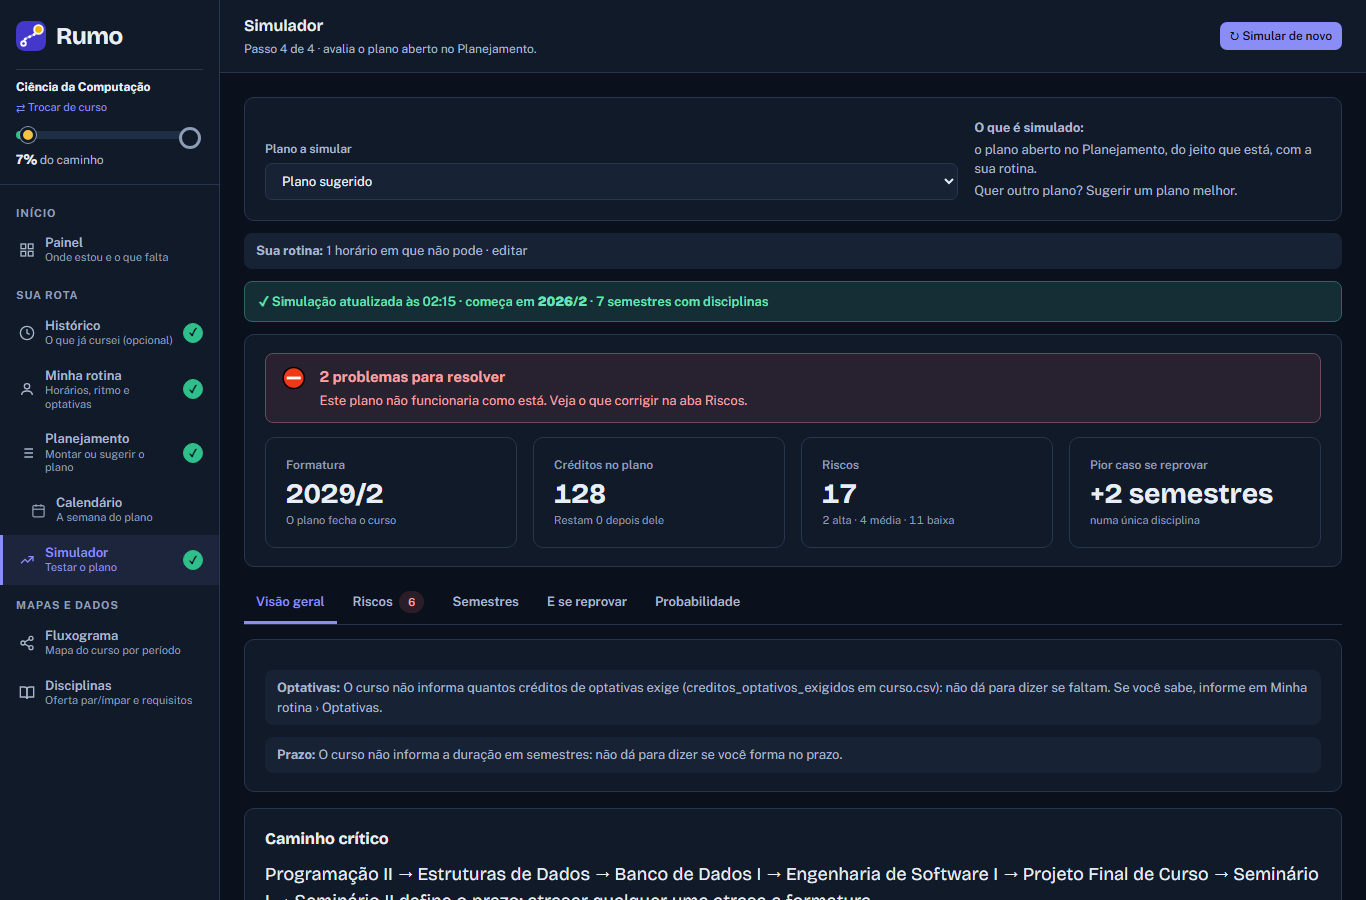 Rumo
Ciência da Computação
⇄ Trocar de curso
7% do caminho
INÍCIO
Painel
Onde estou e o que falta
SUA ROTA
Histórico
O que já cursei (opcional)
Minha rotina
Horários, ritmo e
optativas
Planejamento
Montar ou sugerir o
plano
Calendário
A semana do plano
Simulador
Testar o plano
MAPAS E DADOS
Fluxograma
Mapa do curso por período
Disciplinas
Oferta par/ímpar e requisitos
Simulador
Passo 4 de 4 · avalia o plano aberto no Planejamento.
↻ Simular de novo
Plano a simular
Plano sugerido
O que é simulado:
o plano aberto no Planejamento, do jeito que está, com a
sua rotina.
Quer outro plano? Sugerir um plano melhor.
Sua rotina: 1 horário em que não pode · editar
✓ Simulação atualizada às 02:15 · começa em 2026/2 · 7 semestres com disciplinas
2 problemas para resolver
Este plano não funcionaria como está. Veja o que corrigir na aba Riscos.
Formatura
2029/2
O plano fecha o curso
Créditos no plano
128
Restam 0 depois dele
Riscos
17
2 alta · 4 média · 11 baixa
Pior caso se reprovar
+2 semestres
numa única disciplina
Visão geral
Riscos 6
Semestres
E se reprovar
Probabilidade
Optativas: O curso não informa quantos créditos de optativas exige (creditos_optativos_exigidos em curso.csv): não dá para dizer se faltam. Se você sabe, informe em Minha
rotina › Optativas.
Prazo: O curso não informa a duração em semestres: não dá para dizer se você forma no prazo.
Caminho crítico
Programação II → Estruturas de Dados → Banco de Dados I → Engenharia de Software I → Projeto Final de Curso → Seminário
I → Seminário II define o prazo: atrasar qualquer uma atrasa a formatura.